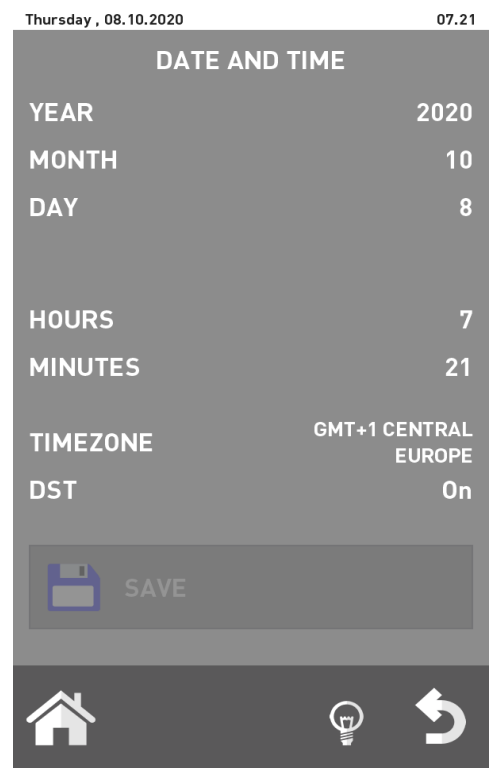 Thursday , 08.10.2020 07.21
DATE AND TIME
YEAR 2020
MONTH 10
DAY 8
HOURS 7
MINUTES 21
TIMEZONE GMT+1 CENTRAL
EUROPE
DST On
SAVE